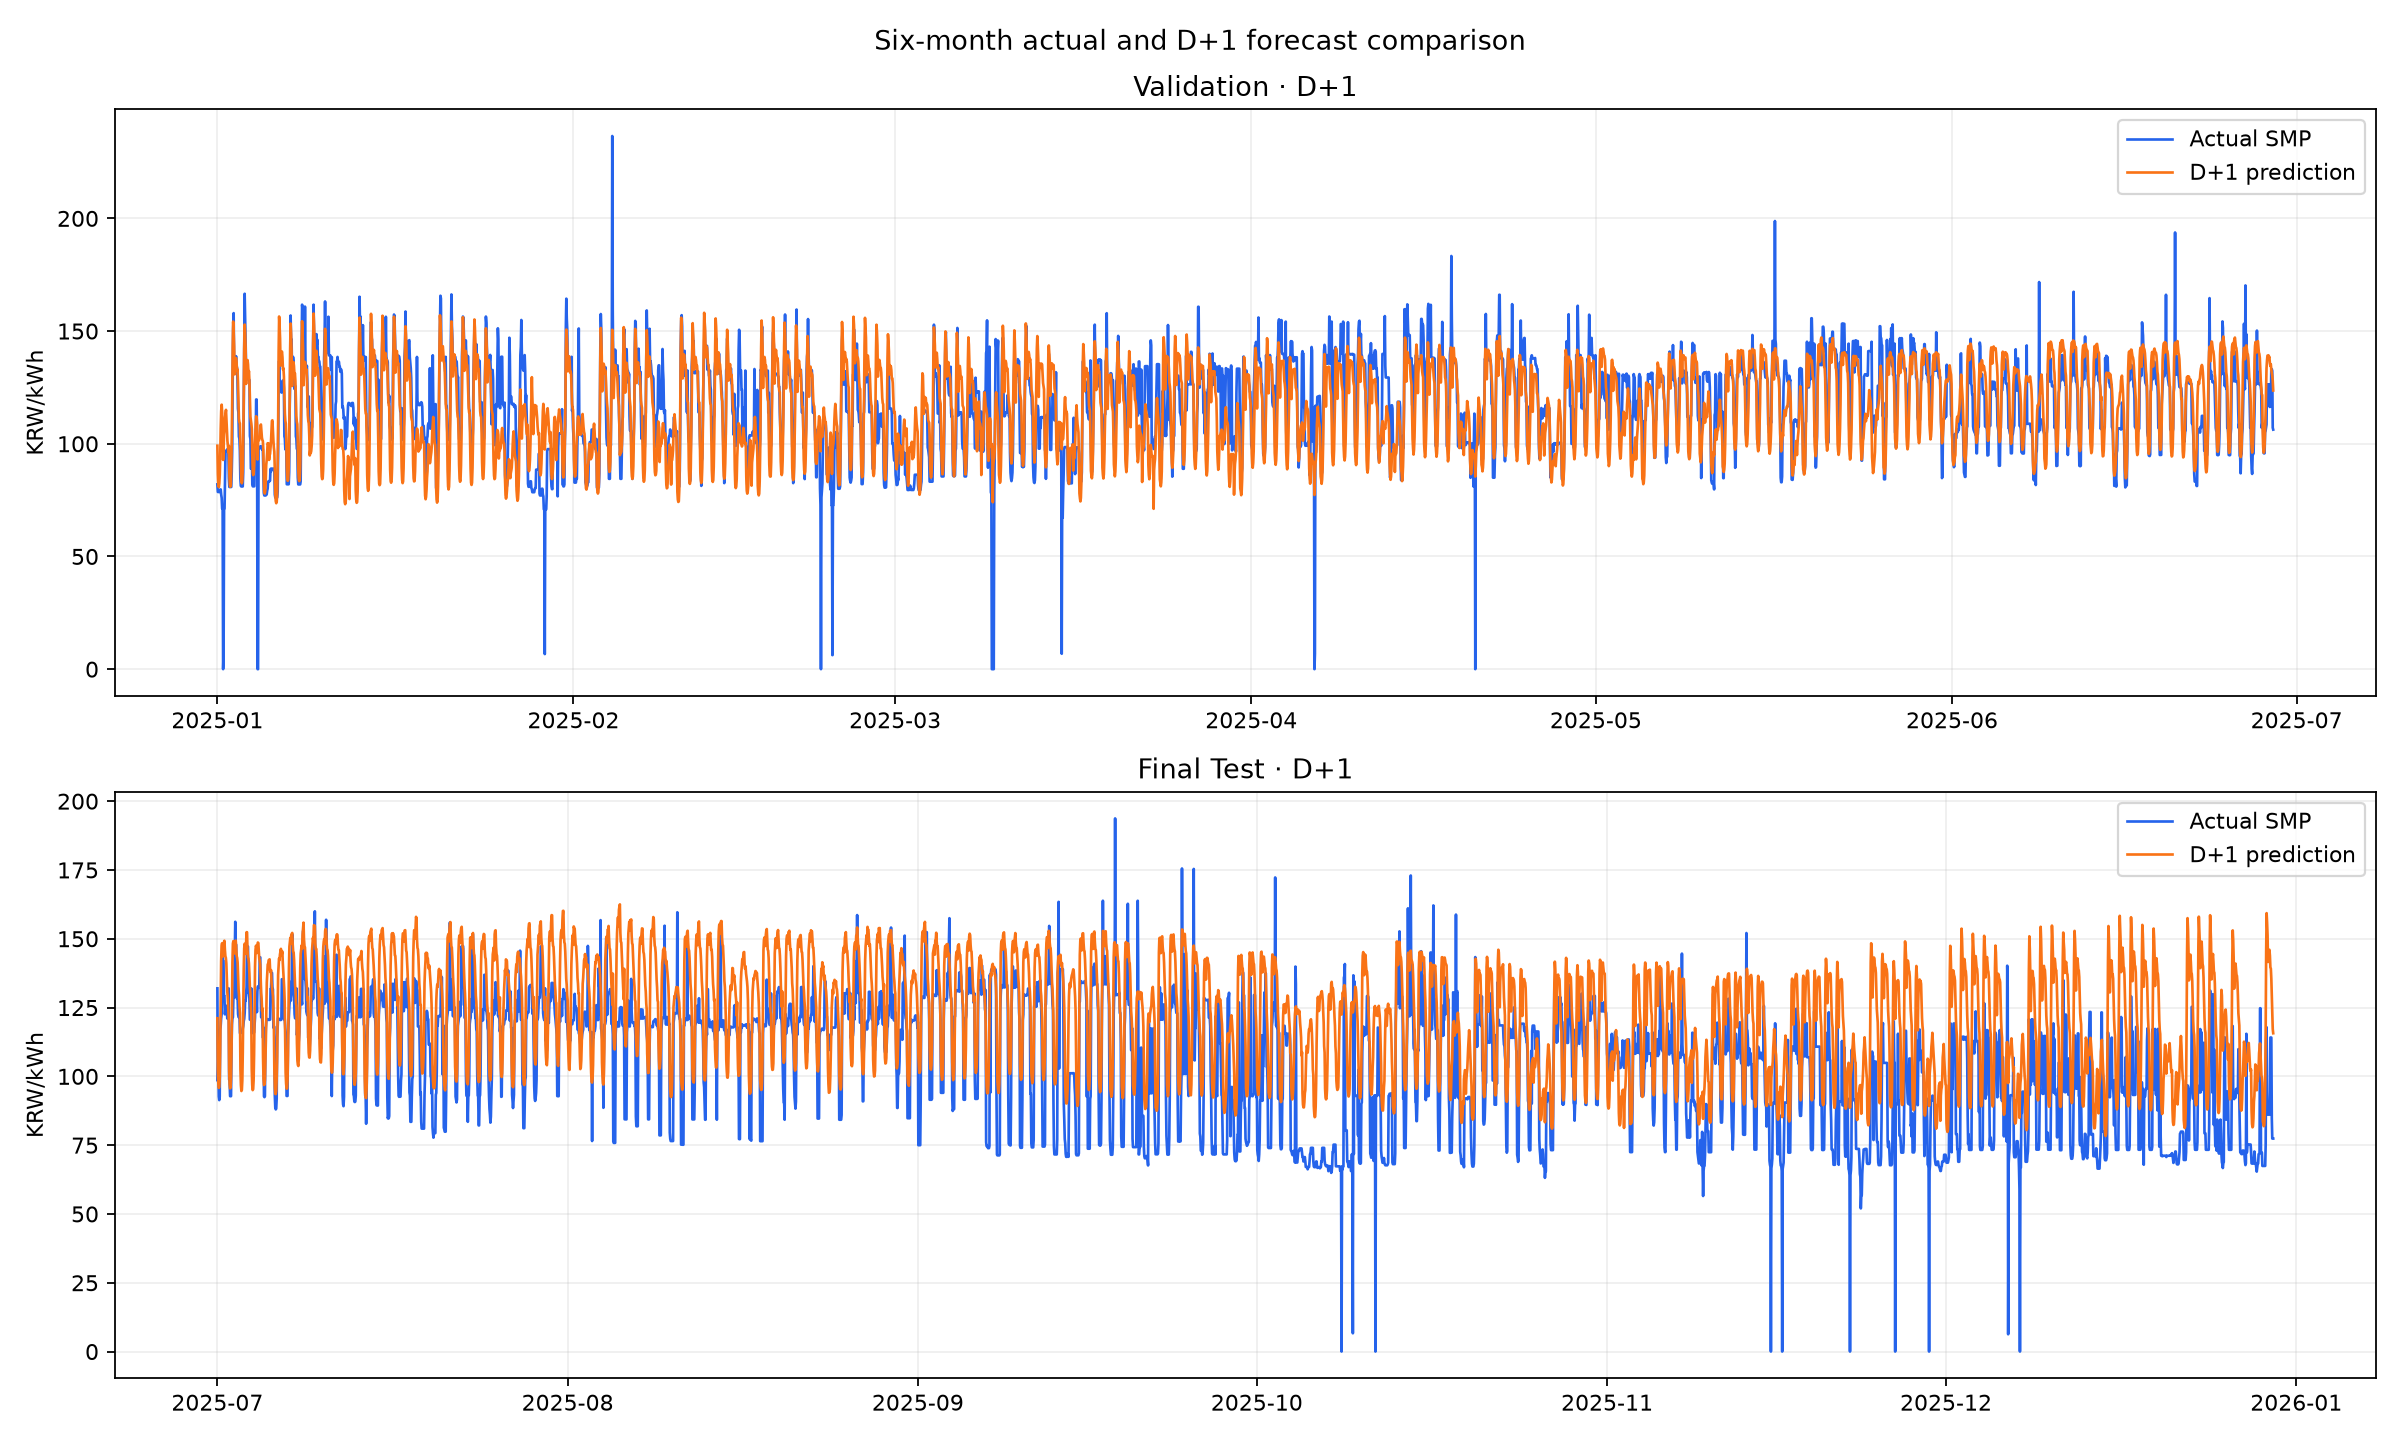 Six-month actual and D+1 forecast comparison
Validation · D+1
KRW/kWh
200
150
100
50
0
Actual SMP
D+1 prediction
2025-01 2025-02 2025-03 2025-04 2025-05 2025-06 2025-07
Final Test · D+1
KRW/kWh
200
175
150
125
100
75
50
25
0
Actual SMP
D+1 prediction
2025-07 2025-08 2025-09 2025-10 2025-11 2025-12 2026-01